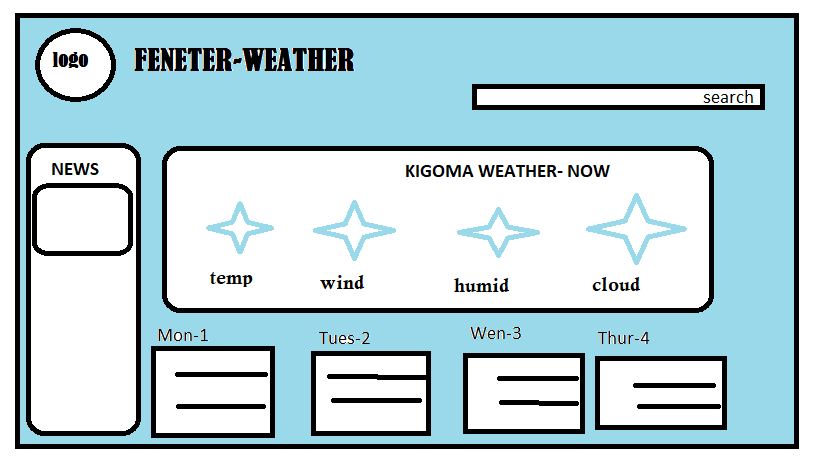 logo
FENETER-WEATHER
search
NEWS
KIGOMA WEATHER- NOW
temp
wind
humid
cloud
Mon-1
Tues-2
Wen-3
Thur-4